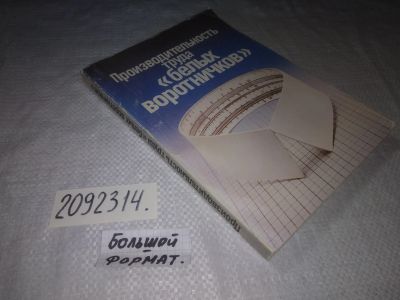 Производительность
труда
«белых
воротничков»
2092314.
Большой
-
формат.